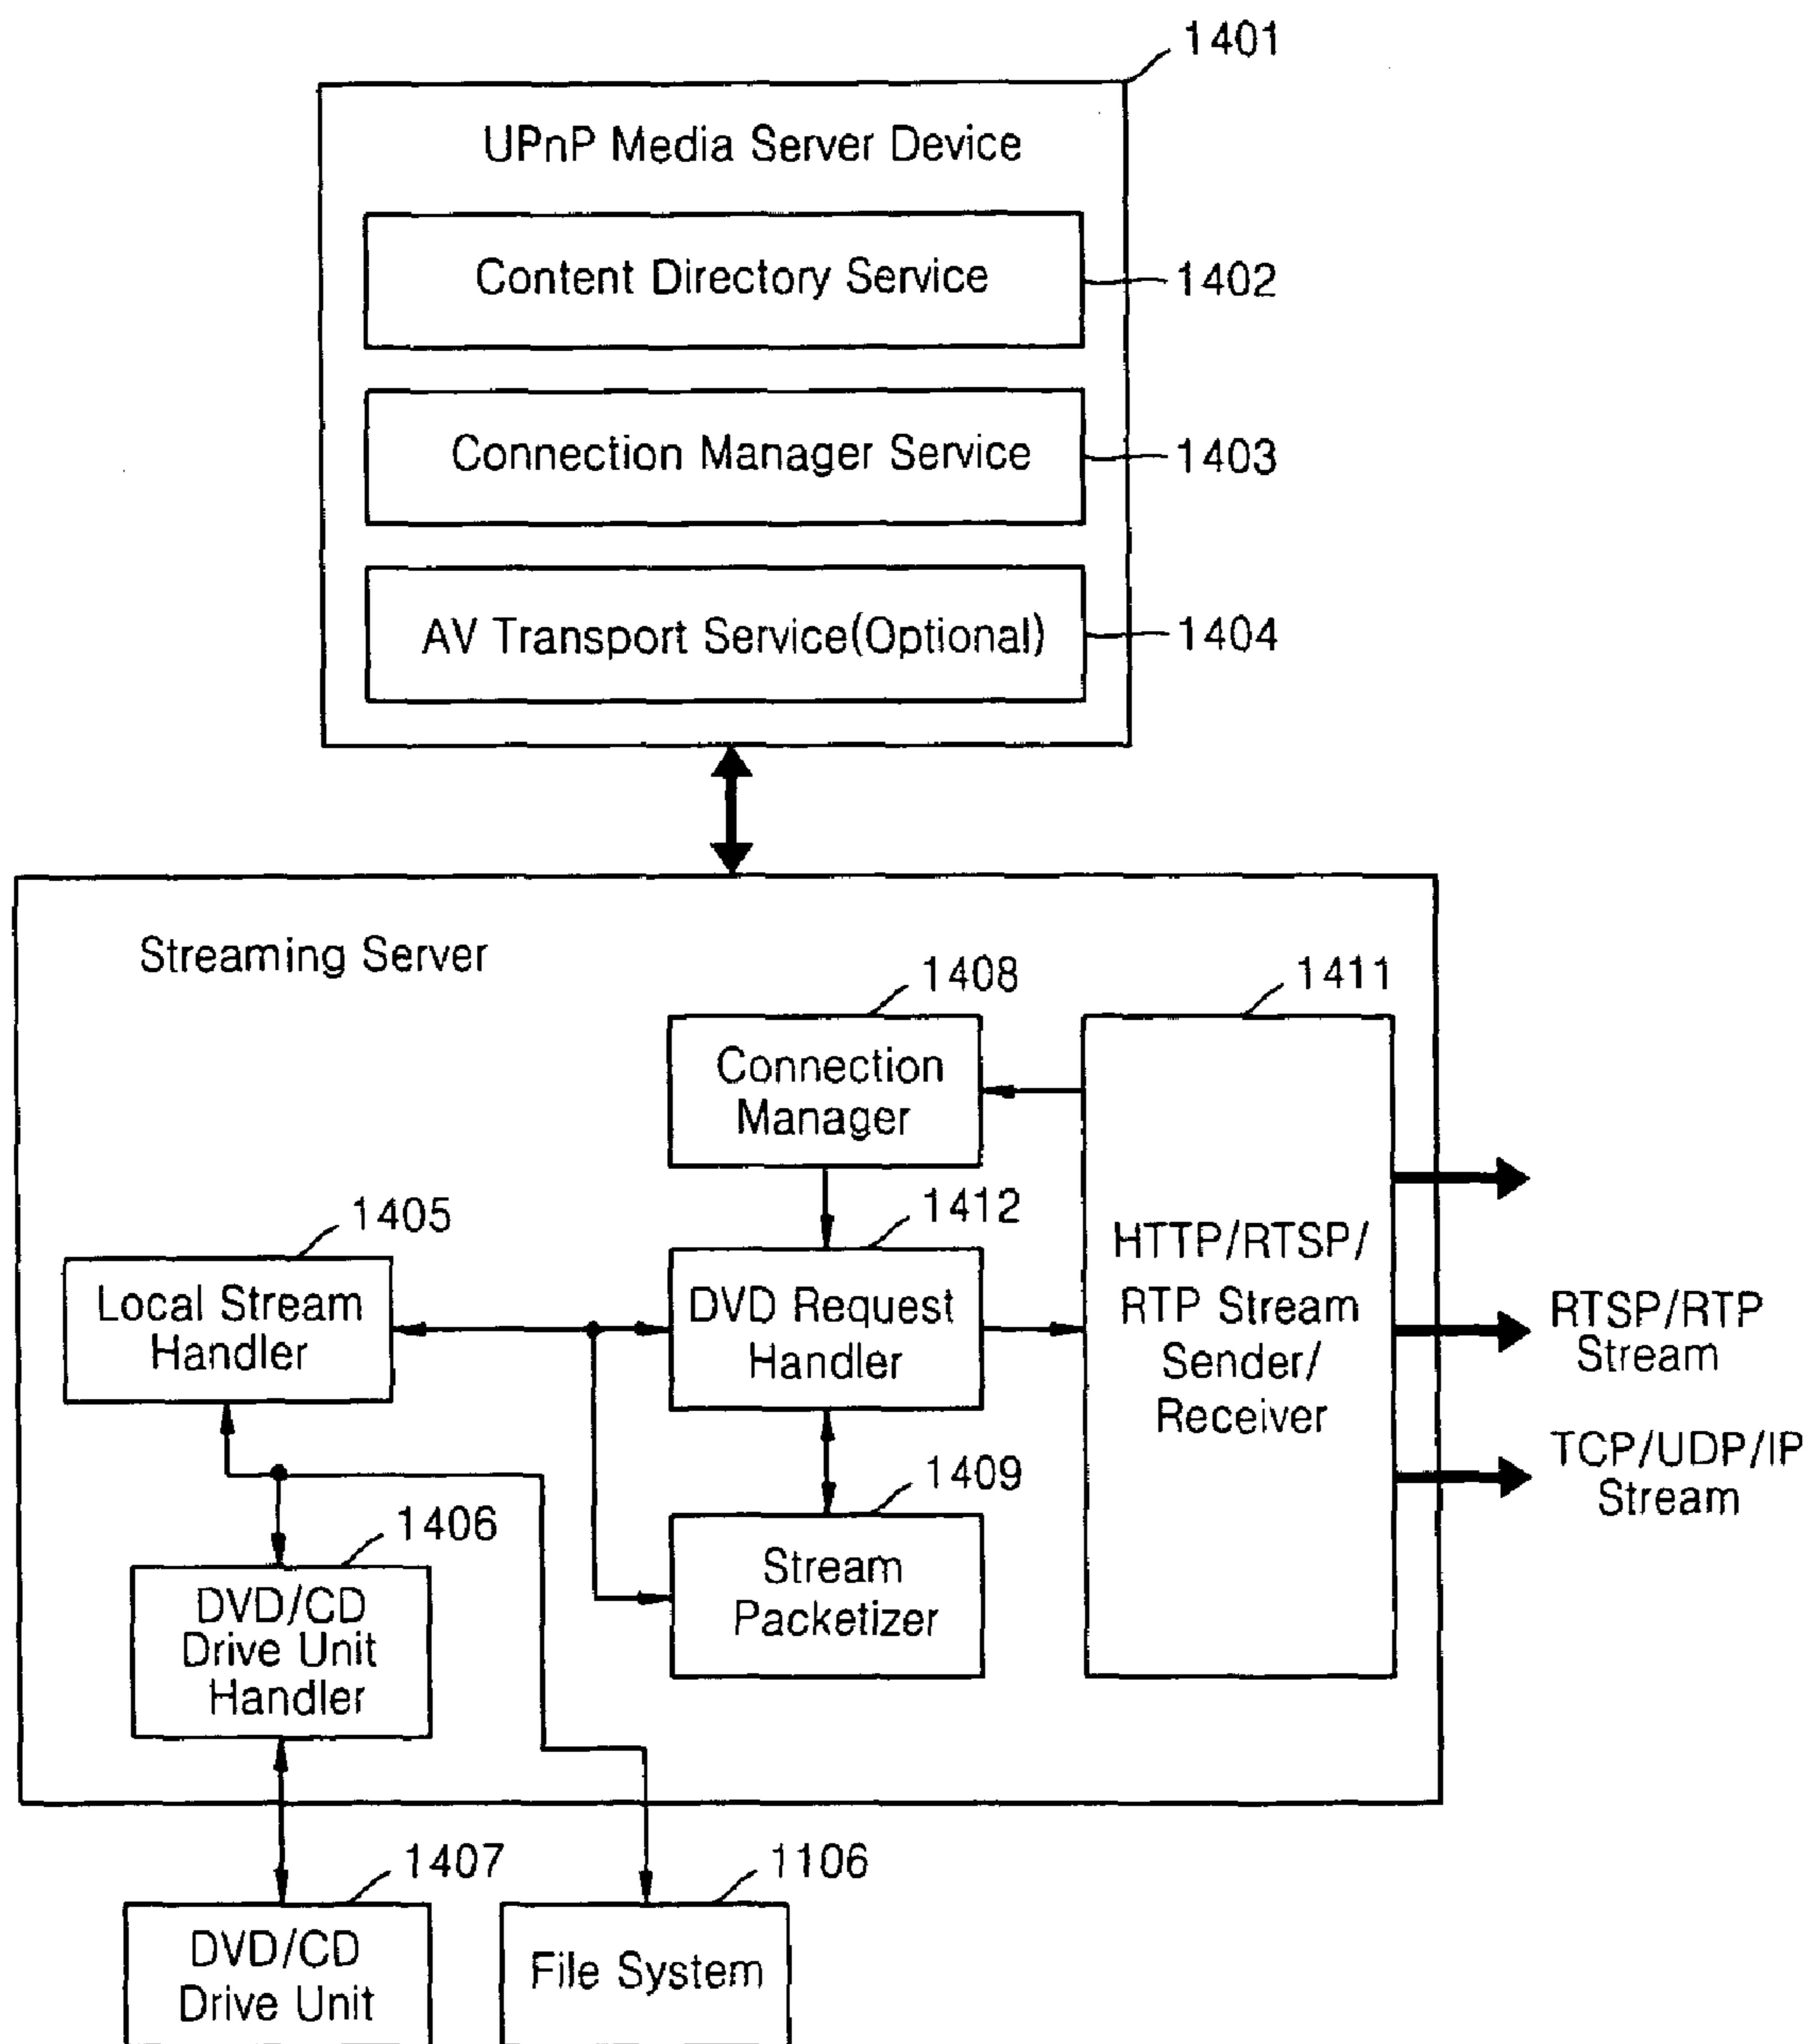 1401
UPnP Media Server Device
Content Directory Service
1402
Connection Manager Service
1403
AV Transport Service(Optional)
1404
Streaming Server
1408
1411
Connection
Manager
1405
1412
Local Stream
Handler
DVD Request
Handler
HTTP/RTSP/
RTP Stream
Sender/
Receiver
RTSP/RTP
Stream
TCP/UDP/IP
Stream
1406
1409
DVD/CD
Drive Unit
Handler
Stream
Packetizer
1407
1106
DVD/CD
Drive Unit
File System